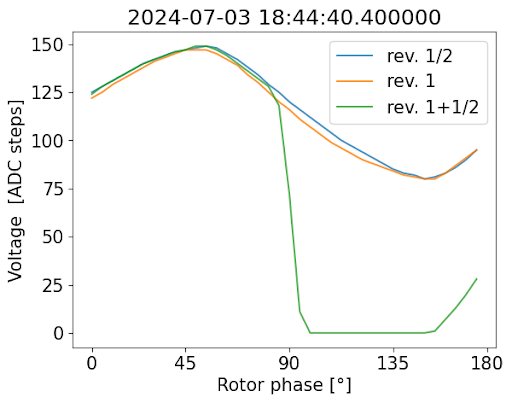 2024-07-03 18:44:40.400000
150
125
100
75
50
25
0
Voltage [ADC steps]
rev. 1/2
rev. 1
rev. 1+1/2
0 45 90 135 180
Rotor phase [°]